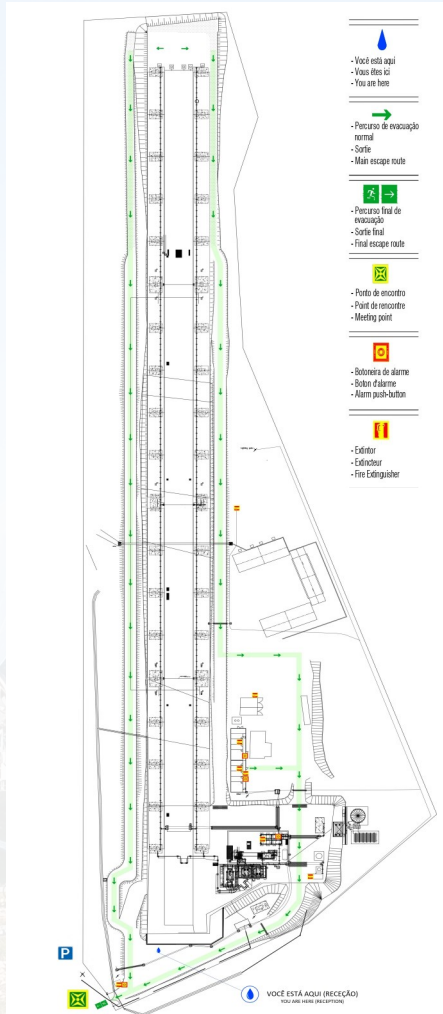 - Você está aqui
- Vous êtes ici
- You are here
- Percurso de evacuação
normal
- Sortie
- Main escape route
- Percurso final de
evacuação
- Sortie final
- Final escape route
- Ponto de encontro
- Point de rencontre
- Meeting point
- Botoneira de alarme
- Boton d'alarme
- Alarm push-button
- Extintor
- Extincteur
- Fire Extinguisher
P
VOCÊ ESTÁ AQUI (RECEÇÃO)
YOU ARE HERE (RECEPTION)